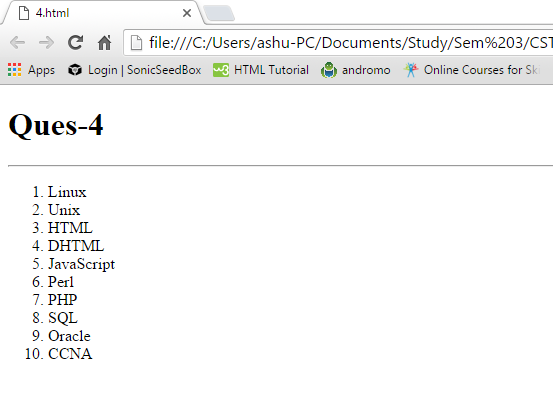 4.html
file:///C:/Users/ashu-PC/Documents/Study/Sem%203/CST
Apps Login | SonicSeedBox HTML Tutorial andromo Online Courses for Ski
Ques-4
1. Linux
2. Unix
3. HTML
4. DHTML
5. JavaScript
6. Perl
7. PHP
8. SQL
9. Oracle
10. CCNA